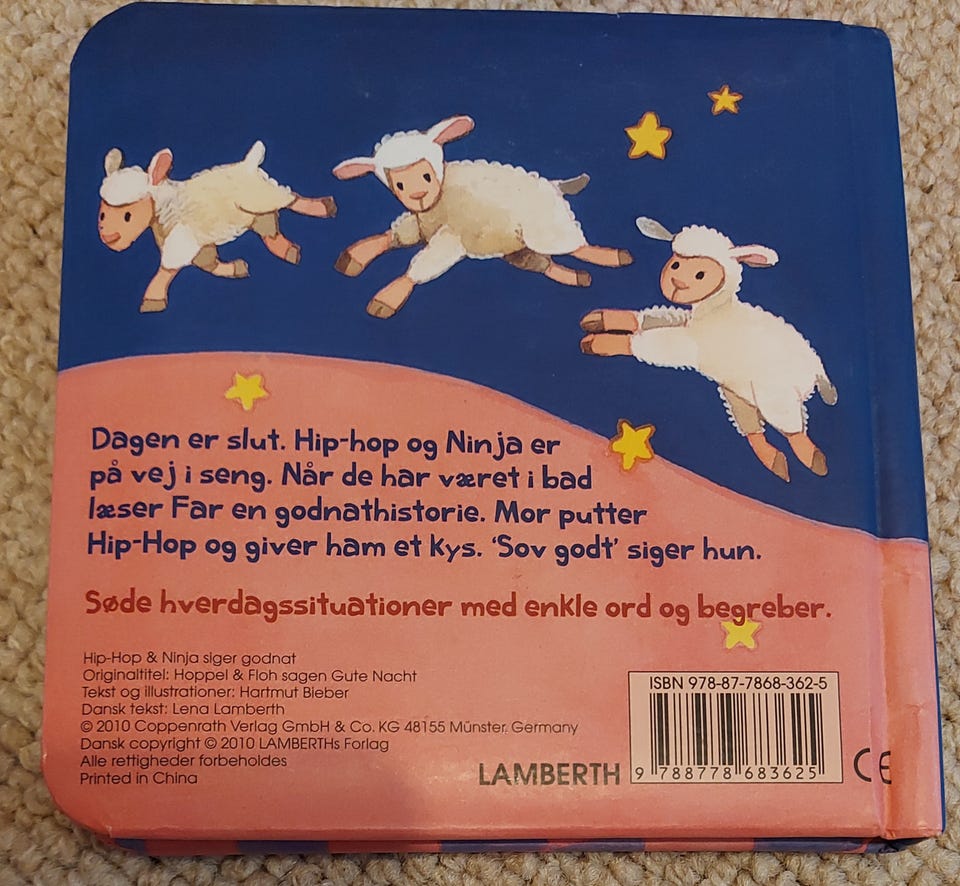 Dagen er slut. Hip-hop og Ninja er
på vej i seng. Når de har været i bad
læser Far en godnathistorie. Mor putter
Hip-Hop og giver ham et kys. ‘Sov godt’ siger hun.
Søde hverdagssituationer med enkle ord og begreber.
Hip-Hop & Ninja siger godnat
Originaltitel: Hoppel & Floh sagen Gute Nacht
Tekst og illustrationer: Hartmut Bieber
Dansk tekst: Lena Lamberth
© 2010 Coppenrath Verlag GmbH & Co. KG 48155 Münster, Germany
Dansk copyright © 2010 LAMBERTHs Forlag
Alle rettigheder forbeholdes
Printed in China
LAMBERTH
ISBN 978-87-7868-362-5
9 788778 683625
CE